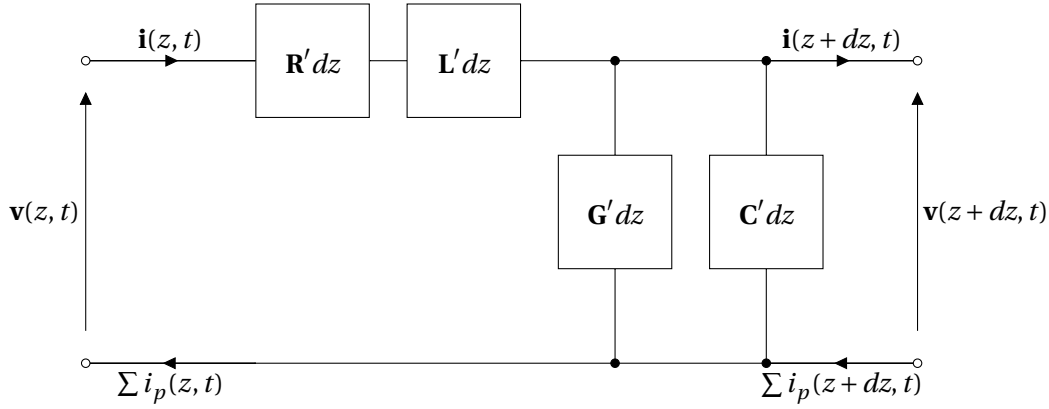 𝐢(z, t)
𝐢(z + dz, t)
𝐑′dz
𝐋′dz
𝐯(z, t)
𝐆′dz
𝐂′dz
𝐯(z + dz, t)
∑ i_p(z, t)
∑ i_p(z + dz, t)